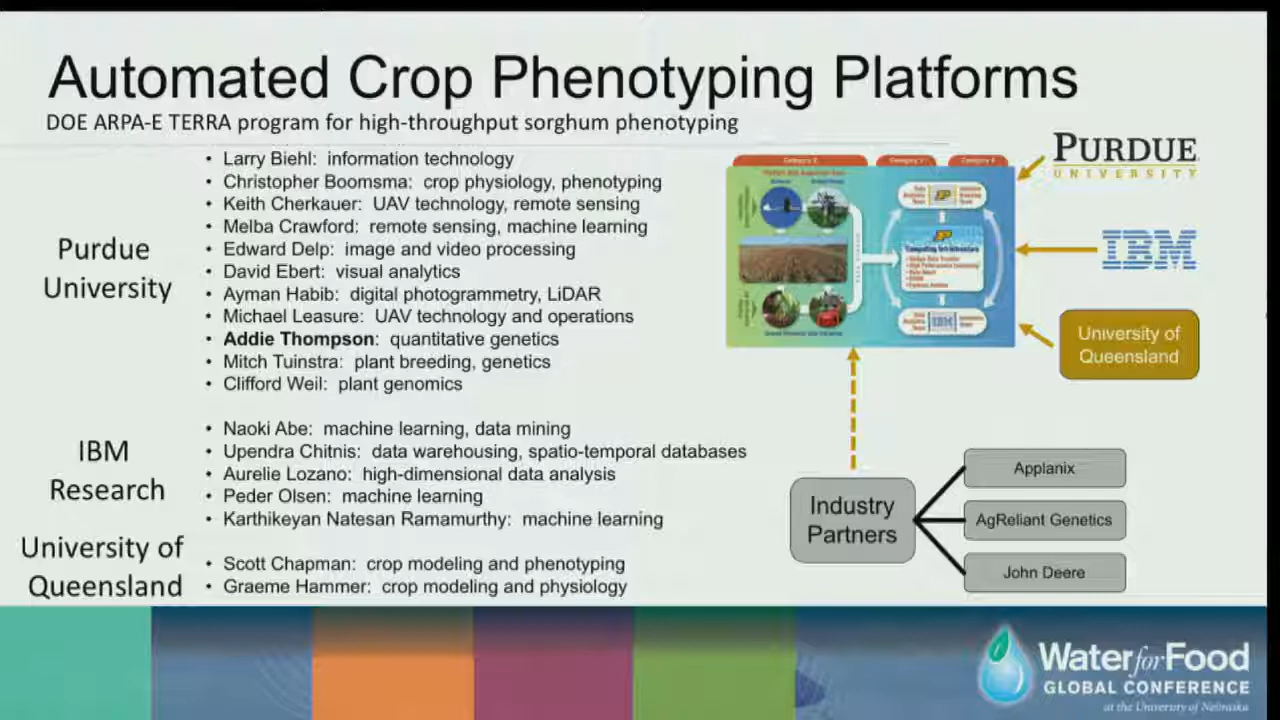 Automated Crop Phenotyping Platforms
DOE ARPA-E TERRA program for high-throughput sorghum phenotyping
Purdue
University
• Larry Biehl: information technology
• Christopher Boomsma: crop physiology, phenotyping
• Keith Cherkauer: UAV technology, remote sensing
• Melba Crawford: remote sensing, machine learning
• Edward Delp: image and video processing
• David Ebert: visual analytics
• Ayman Habib: digital photogrammetry, LiDAR
• Michael Leasure: UAV technology and operations
• Addie Thompson: quantitative genetics
• Mitch Tuinstra: plant breeding, genetics
• Clifford Weil: plant genomics
IBM
Research
• Naoki Abe: machine learning, data mining
• Upendra Chitnis: data warehousing, spatio-temporal databases
• Aurelie Lozano: high-dimensional data analysis
• Peder Olsen: machine learning
• Karthikeyan Natesan Ramamurthy: machine learning
University of
Queensland
• Scott Chapman: crop modeling and phenotyping
• Graeme Hammer: crop modeling and physiology
Computing Infrastructure
IBM
PURDUE
UNIVERSITY
IBM
University of
Queensland
Industry
Partners
Applanix
AgReliant Genetics
John Deere
Water for Food
GLOBAL CONFERENCE
at the University of Nebraska